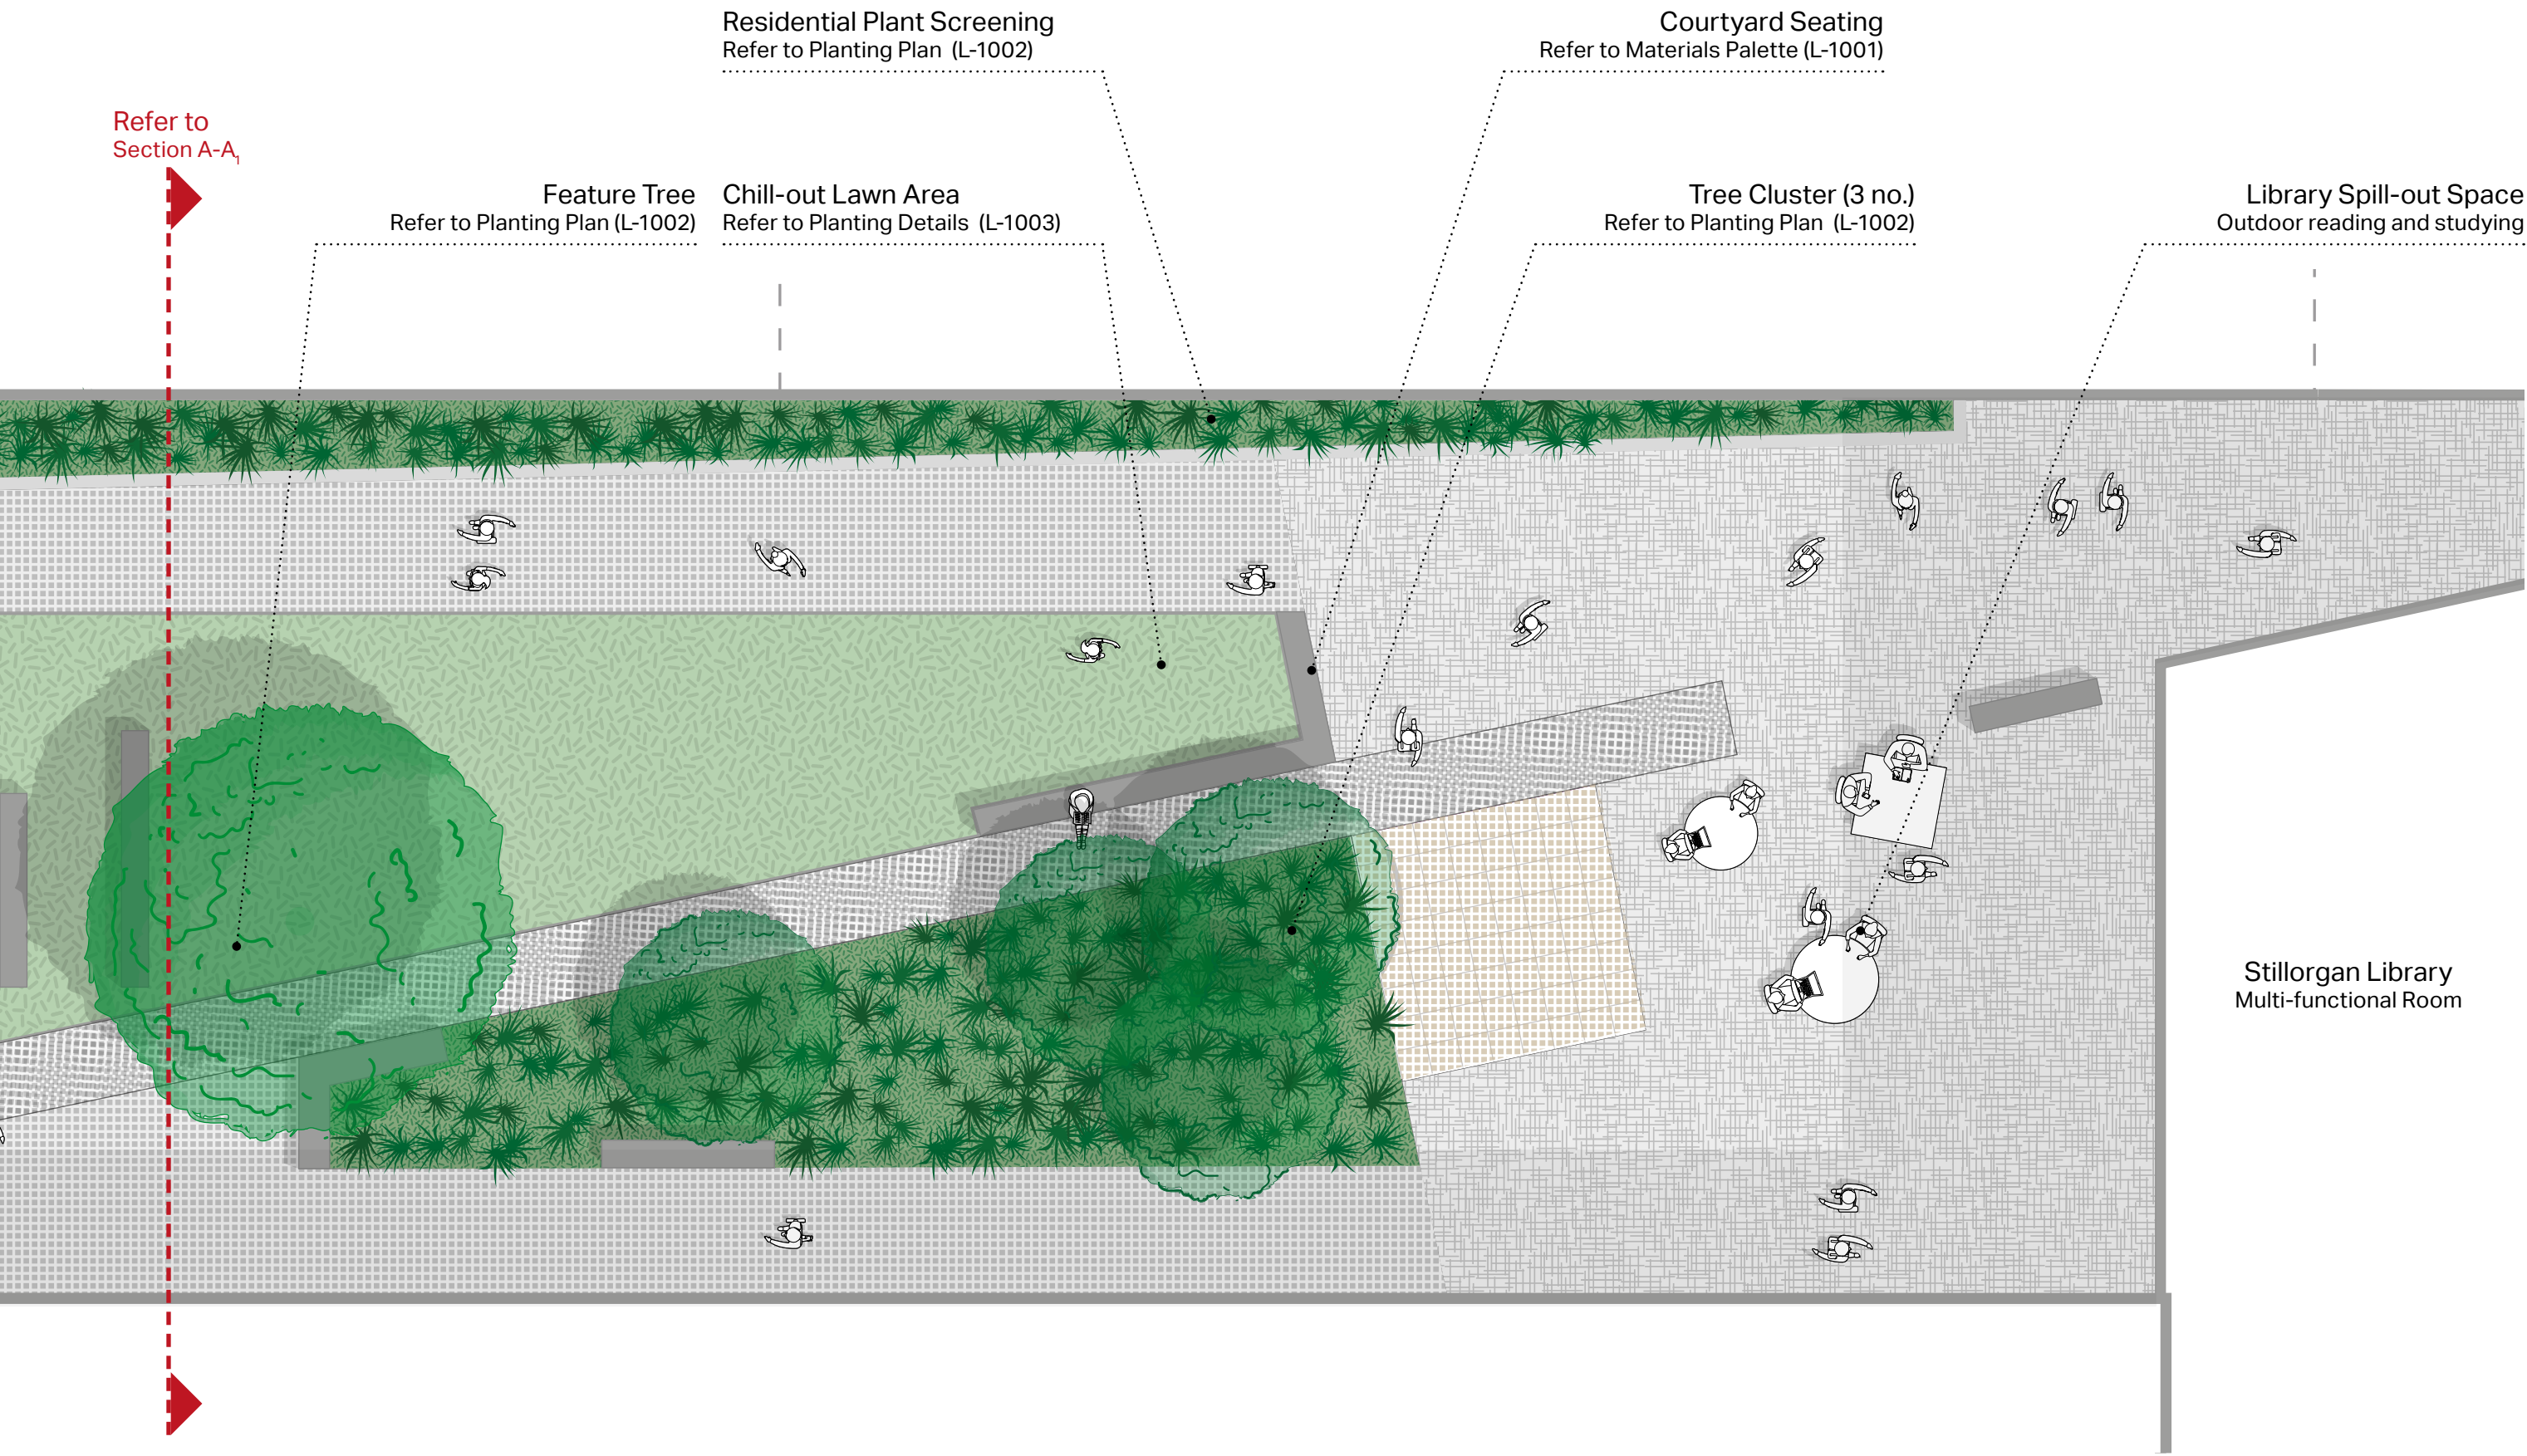 Residential Plant Screening
Refer to Planting Plan (L-1002)
Courtyard Seating
Refer to Materials Palette (L-1001)
Refer to
Section A-A1
Feature Tree
Refer to Planting Plan (L-1002)
Chill-out Lawn Area
Refer to Planting Details (L-1003)
Tree Cluster (3 no.)
Refer to Planting Plan (L-1002)
Library Spill-out Space
Outdoor reading and studying
Stillorgan Library
Multi-functional Room